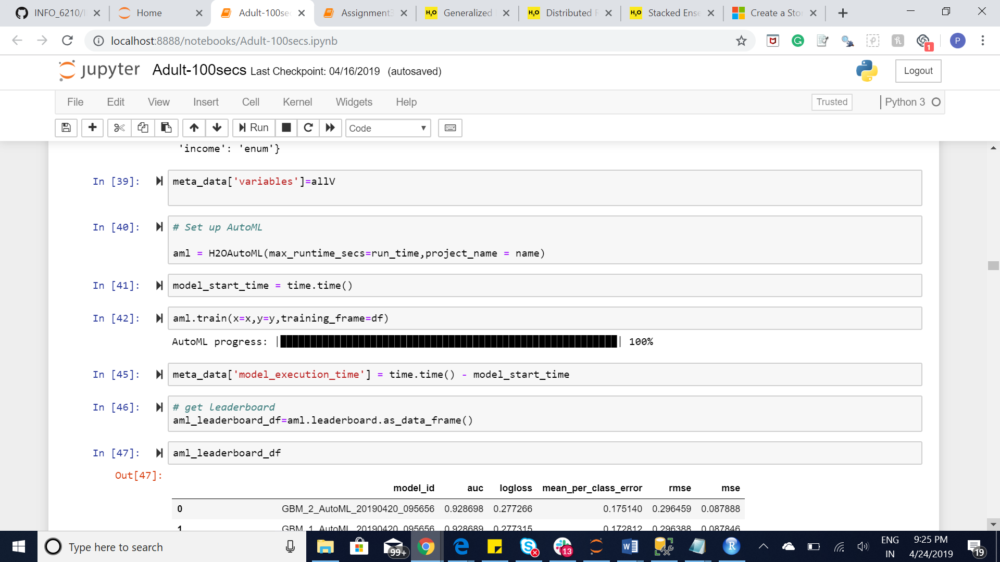 INFO_6210/
Home
Adult-100sec
Assignment3
H2O Generalized
H2O Distributed
H2O Stacked Ense
Create a Sto
localhost:8888/notebooks/Adult-100secs.ipynb
1
P
jupyter Adult-100secs Last Checkpoint: 04/16/2019 (autosaved)
Logout
File Edit View Insert Cell Kernel Widgets Help
Trusted
Python 3
Run
Code
'income': 'enum'}
In [39]: meta_data['variables']=allV
In [40]: # Set up AutoML
aml = H2OAutoML(max_runtime_secs=run_time,project_name = name)
In [41]: model_start_time = time.time()
In [42]: aml.train(x=x,y=y,training_frame=df)
AutoML progress: |█████████████████████████████████████████████████████████| 100%
In [45]: meta_data['model_execution_time'] = time.time() - model_start_time
In [46]: # get leaderboard
aml_leaderboard_df=aml.leaderboard.as_data_frame()
In [47]: aml_leaderboard_df
Out[47]:
model_id auc logloss mean_per_class_error rmse mse
0 GBM_2_AutoML_20190420_095656 0.928698 0.277266 0.175140 0.296459 0.087888
1 GBM_1_AutoML_20190420_095656 0.928689 0.277315 0.172812 0.296388 0.087846
Type here to search
99+
13
R
ENG
IN
9:25 PM
4/24/2019
19